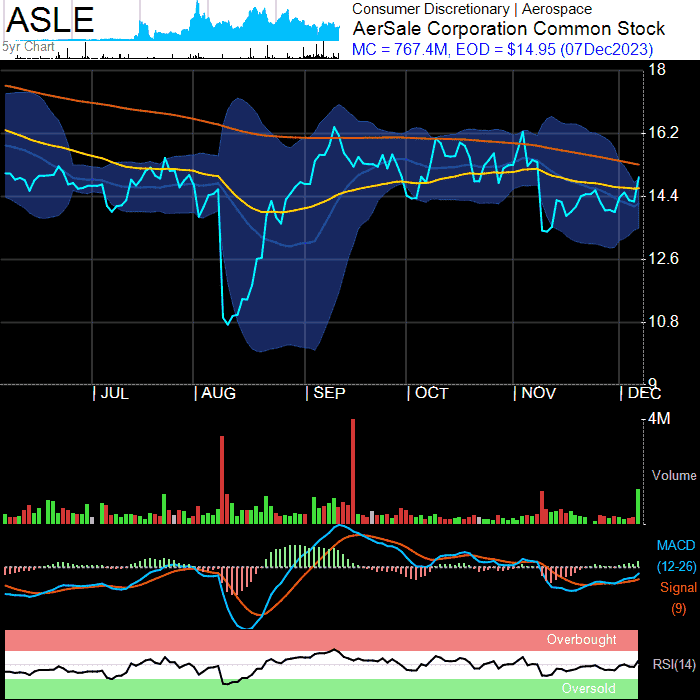 ASLE
5yr Chart
Consumer Discretionary | Aerospace
AerSale Corporation Common Stock
MC = 767.4M, EOD = $14.95 (07Dec2023)
18
16.2
14.4
12.6
10.8
9
| JUL | AUG | SEP | OCT | NOV | DEC
4M
Volume
MACD
(12-26)
Signal
(9)
Overbought
RSI(14)
Oversold